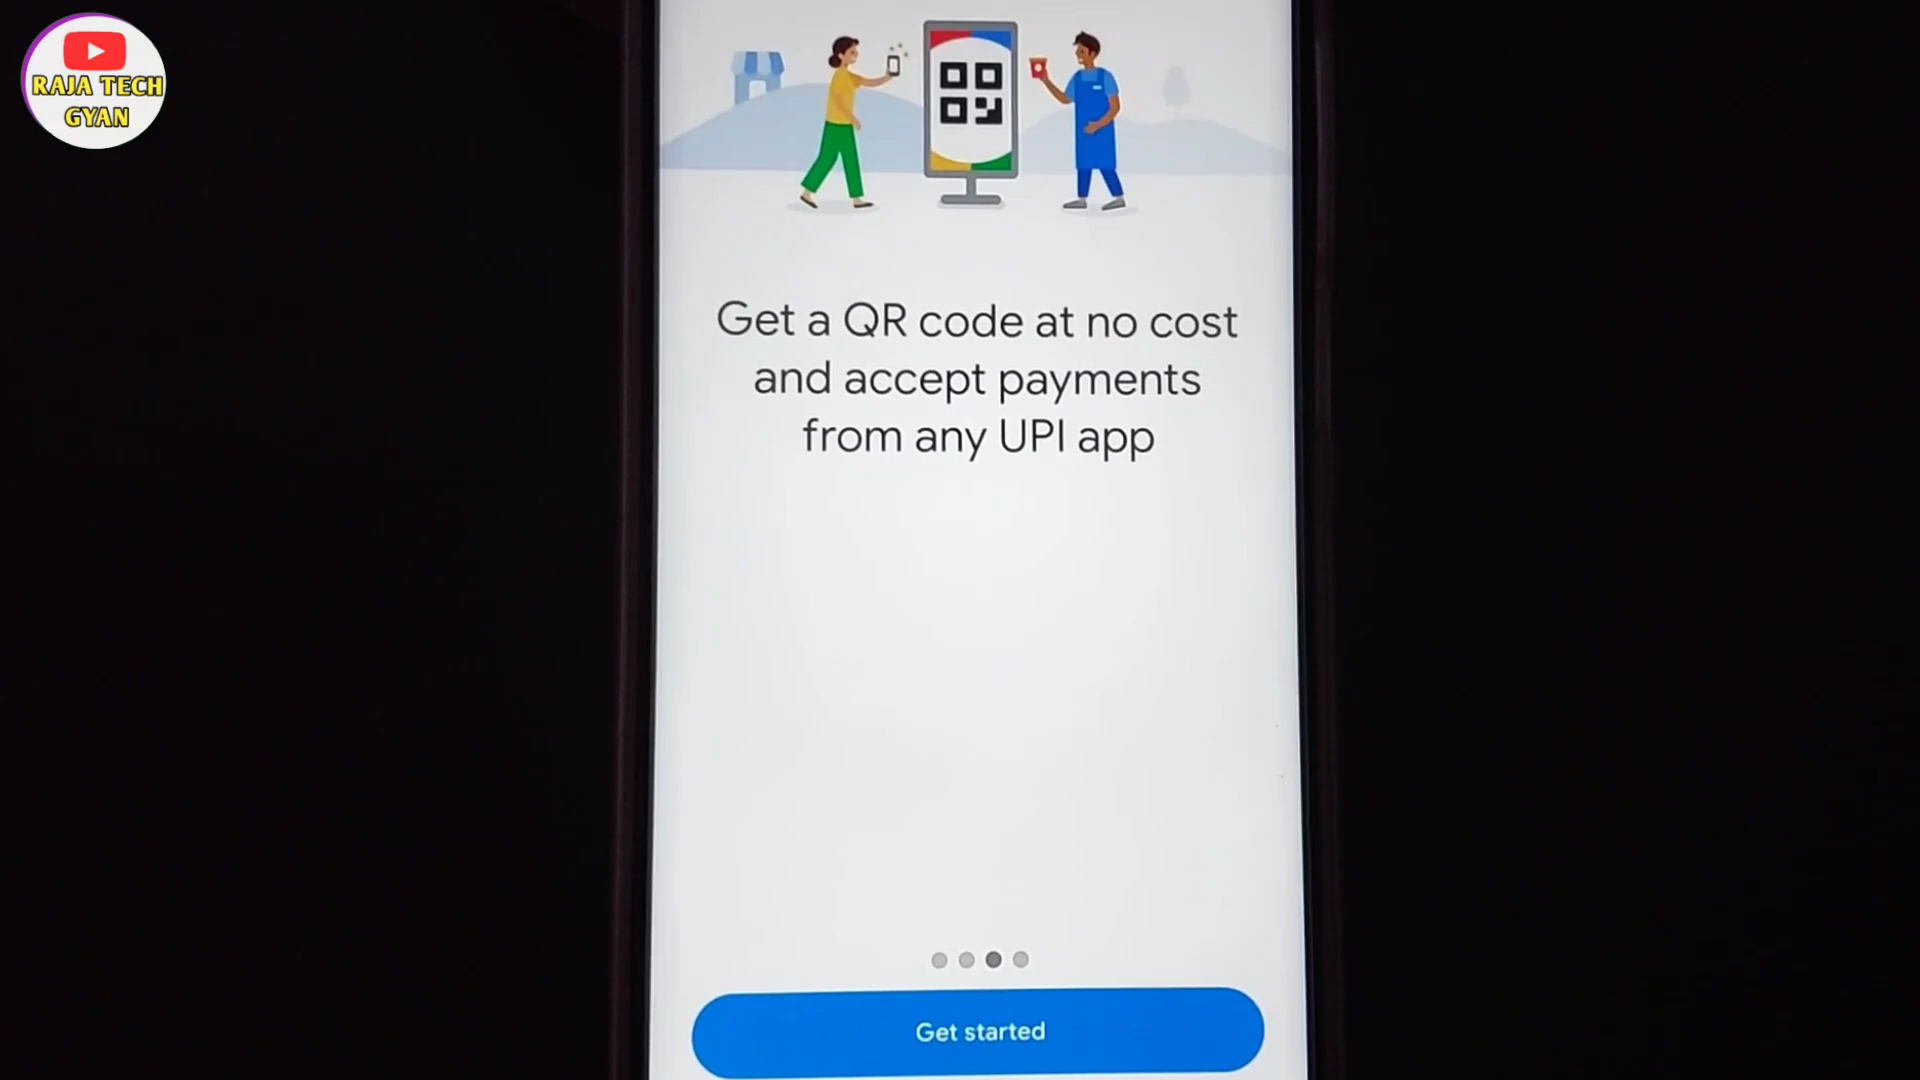 RAJA TECH
GYAN
Get a QR code at no cost
and accept payments
from any UPI app
Get started